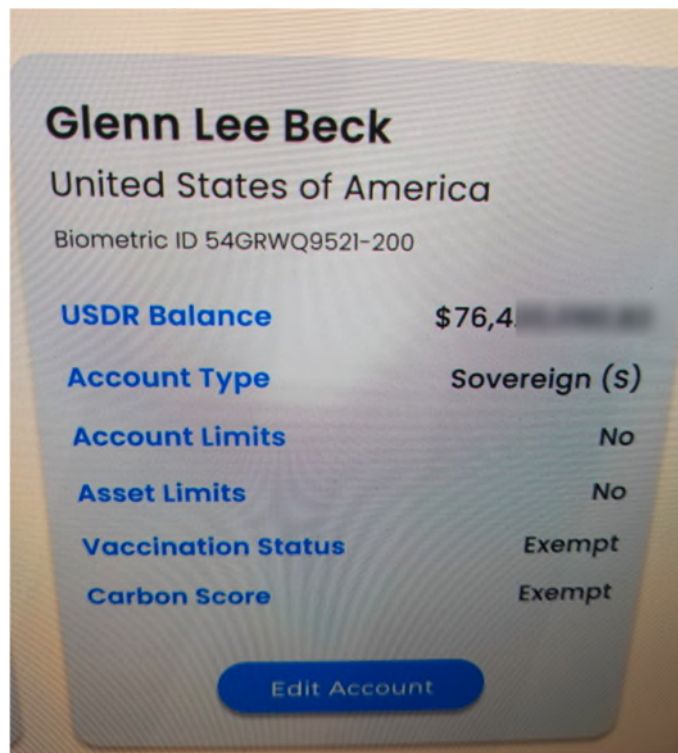 Glenn Lee Beck
United States of America
Biometric ID 54GRWQ9521-200
USDR Balance $76,4
Account Type Sovereign (S)
Account Limits No
Asset Limits No
Vaccination Status Exempt
Carbon Score Exempt
Edit Account